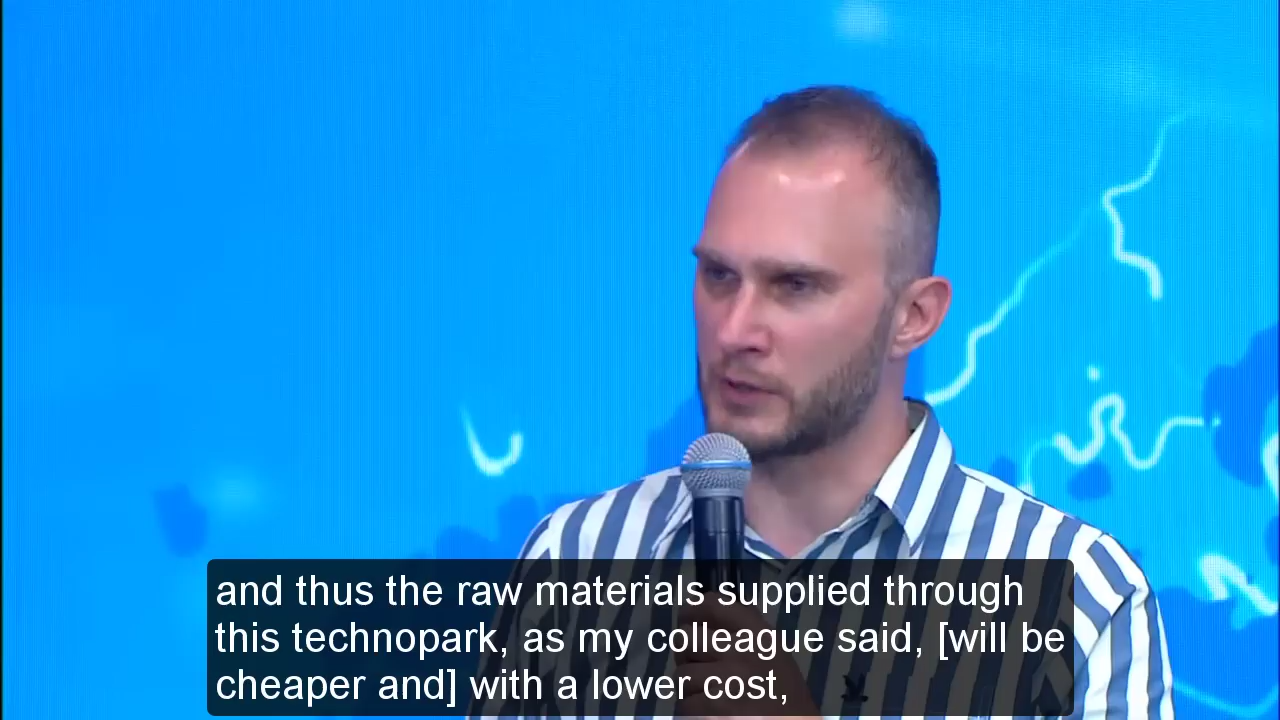 and thus the raw materials supplied through
this technopark, as my colleague said, [will be
cheaper and] with a lower cost,